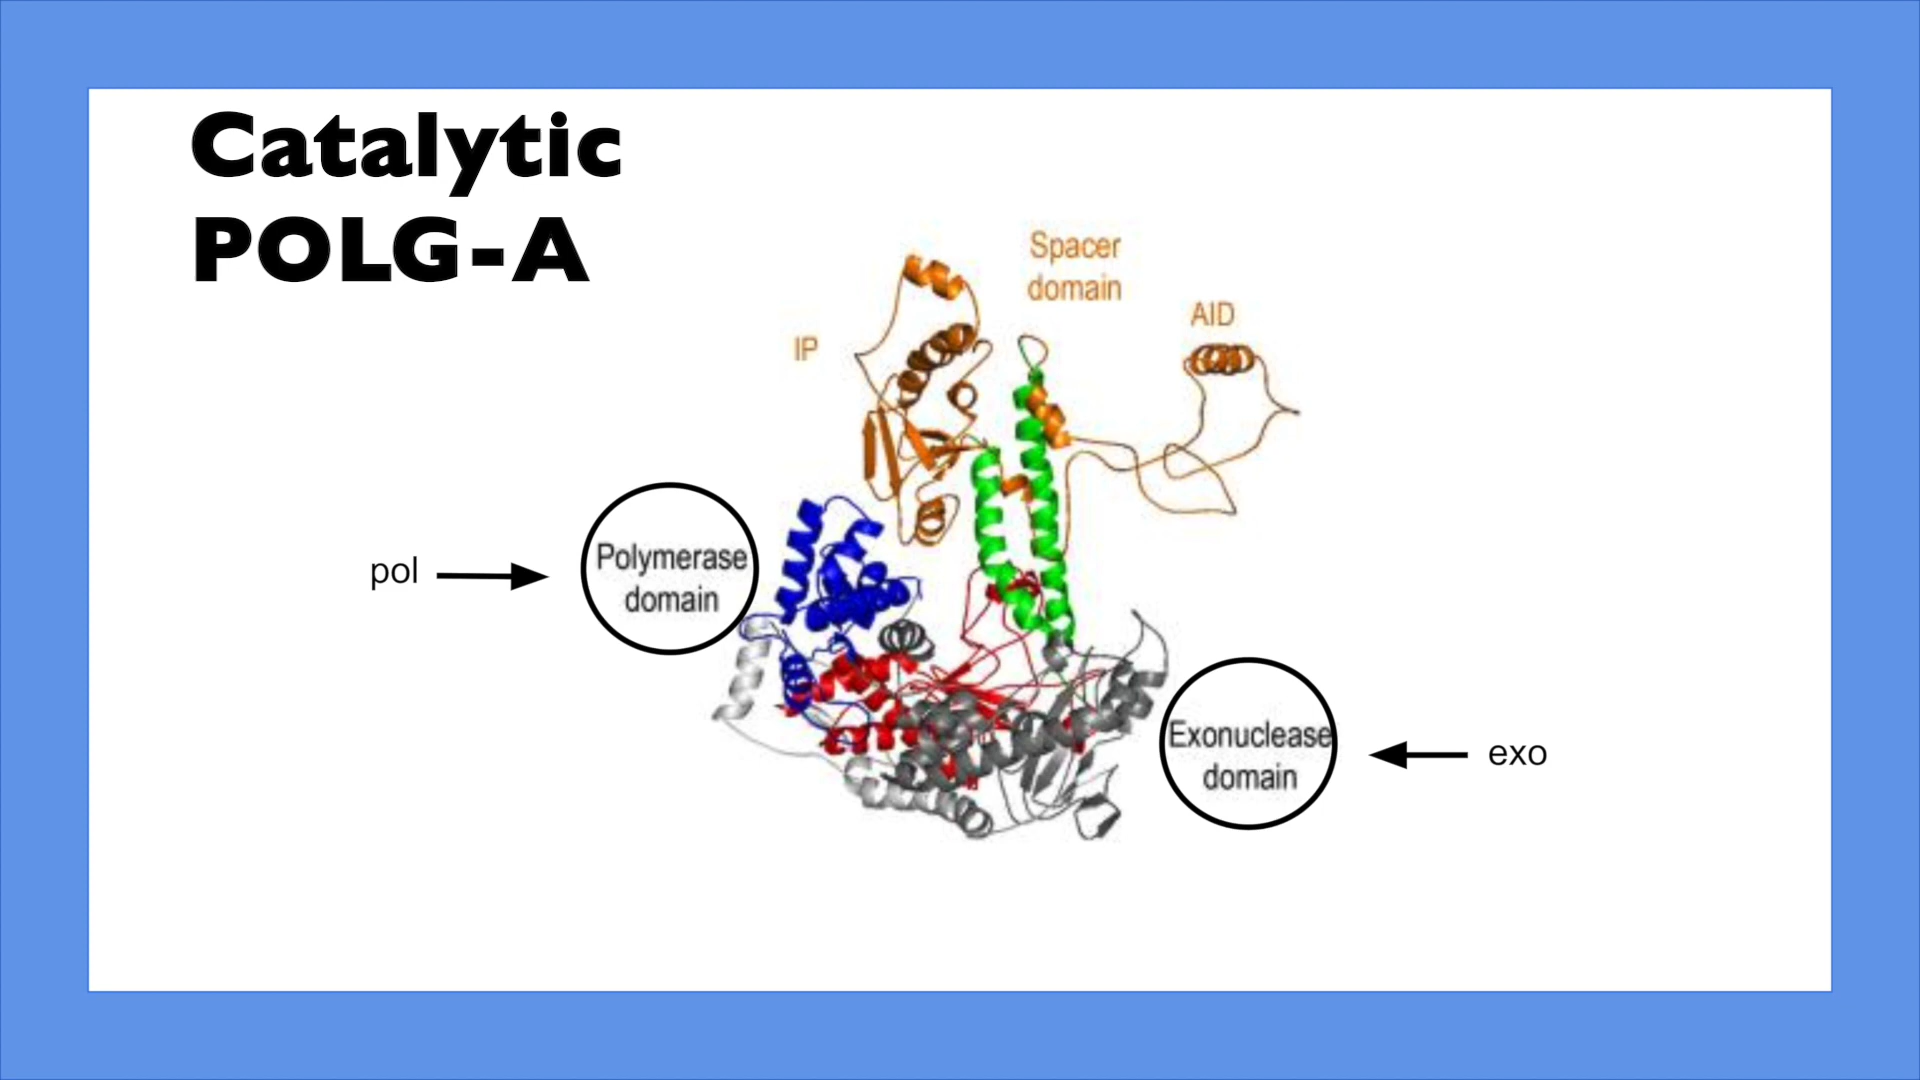 Catalytic
POLG-A
Spacer
domain
AID
IP
pol
Polymerase
domain
Exonuclease
domain
exo